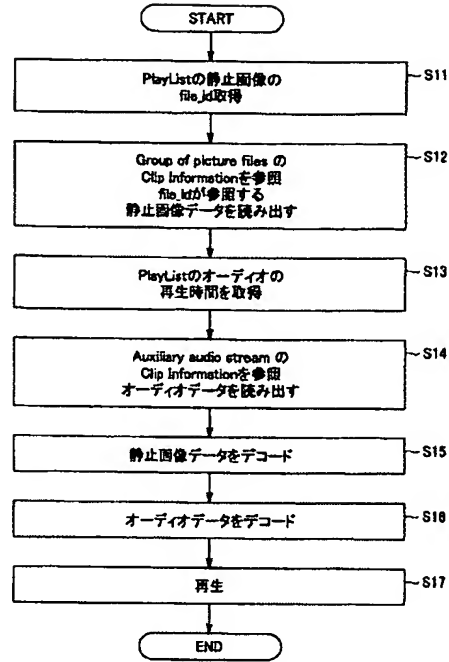 START
PlayListの静止画像の
file_id取得
S11
Group of picture files の
Clip Informationを参照
file_idが参照する
静止画像データを読み出す
S12
PlayListのオーディオの
再生時間を取得
S13
Auxiliary audio stream の
Clip Informationを参照
オーディオデータを読み出す
S14
静止画像データをデコード
S15
オーディオデータをデコード
S16
再生
S17
END